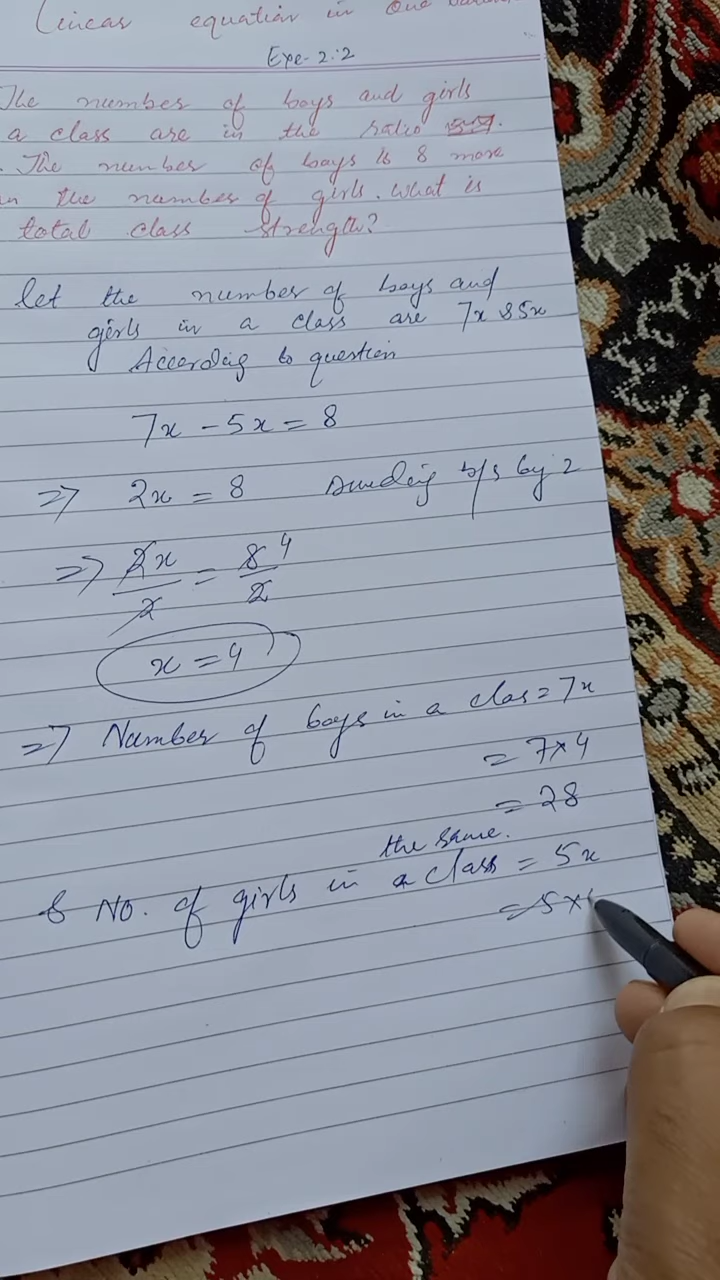 Linear equation in One
Exe-2.2
The number of boys and girls
a class are in the ratio
The number of boys is 8 more
the number of girls. What is
total class strength?
let the number of boys and
girls in a class are 7x & 5x
According to question
7x - 5x = 8
=> 2x = 8 b/s by 2
=> 2x/2 = 8/2 4
x = 4
=> Number of boys in a clas = 7x
= 7×4
= 28
the same.
& NO. of girls in a class = 5x
= 5×